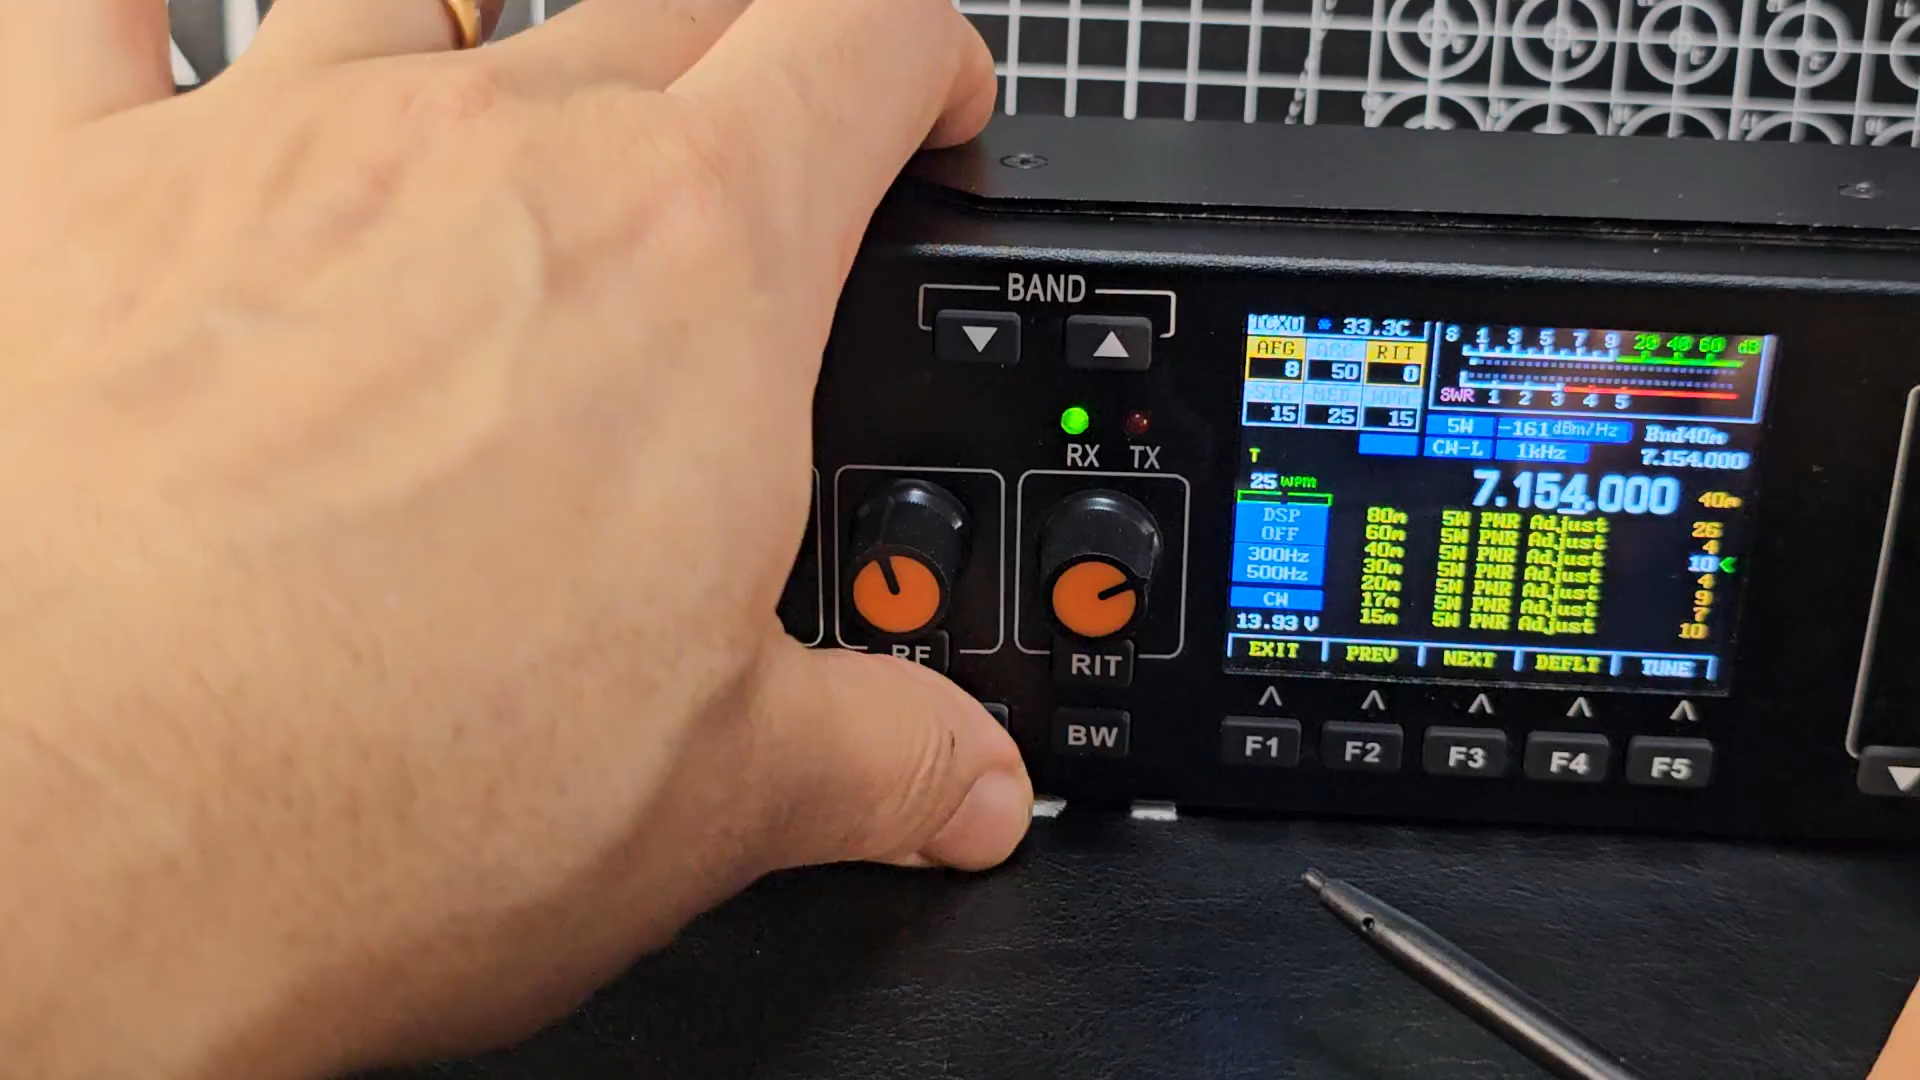 BAND
RX TX
RF
RIT
BW
TCXO * 33.3C
AFG AGC RIT
8 50 0
STG MED WPM
15 25 15
S 1 3 5 7 9 20 40 60 dB
SWR 1 2 3 4 5
5W -161 dBm/Hz Bnd40m
CW-L 1kHz 7.154.000
T
25 WPM
7.154.000 40m
DSP
OFF
300Hz
500Hz
CW
13.93 V
80m 5W PWR Adjust 26
60m 5W PWR Adjust 4
40m 5W PWR Adjust 10<
30m 5W PWR Adjust 4
20m 5W PWR Adjust 9
17m 5W PWR Adjust 7
15m 5W PWR Adjust 10
EXIT PREV NEXT DEFLT TUNE
F1 F2 F3 F4 F5